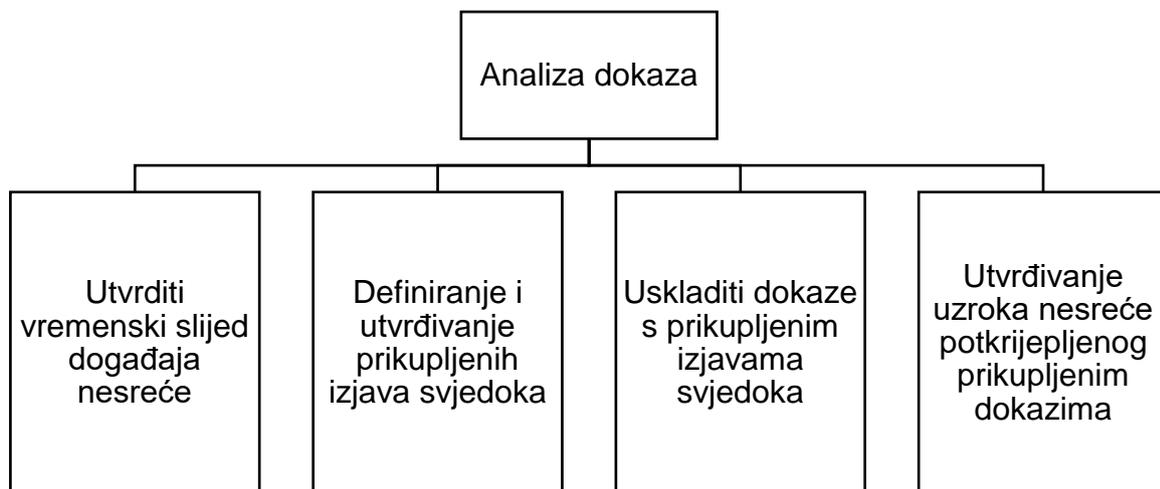 Analiza dokaza
Utvrditi
vremenski slijed
događaja
nesreće
Definiranje i
utvrđivanje
prikupljenih
izjava svjedoka
Uskladiti dokaze
s prikupljenim
izjavama
svjedoka
Utvrđivanje
uzroka nesreće
potkrijepljenog
prikupljenim
dokazima